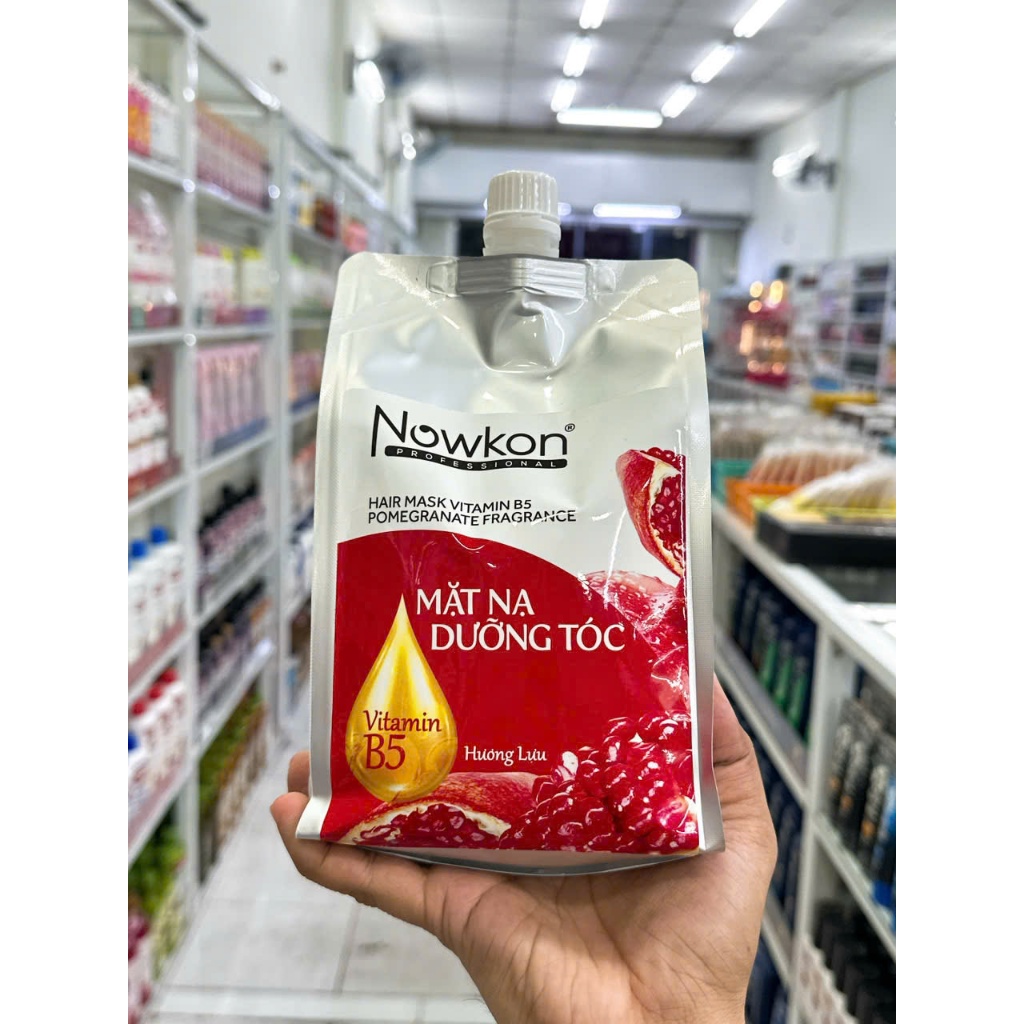 Nowkon®
PROFESSIONAL
HAIR MASK VITAMIN B5
POMEGRANATE FRAGRANCE
MẶT NẠ
DƯỠNG TÓC
Vitamin
B5
Hương Lựu